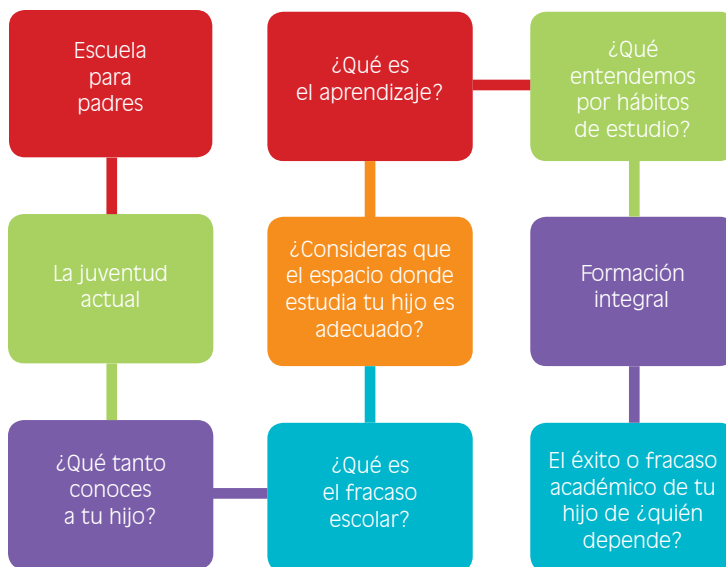 Escuela
para
padres
La juventud
actual
¿Qué tanto
conoces
a tu hijo?
¿Qué es
el fracaso
escolar?
¿Consideras que
el espacio donde
estudia tu hijo es
adecuado?
¿Qué es
el aprendizaje?
¿Qué
entendemos
por hábitos
de estudio?
Formación
integral
El éxito o fracaso
académico de tu
hijo de ¿quién
depende?